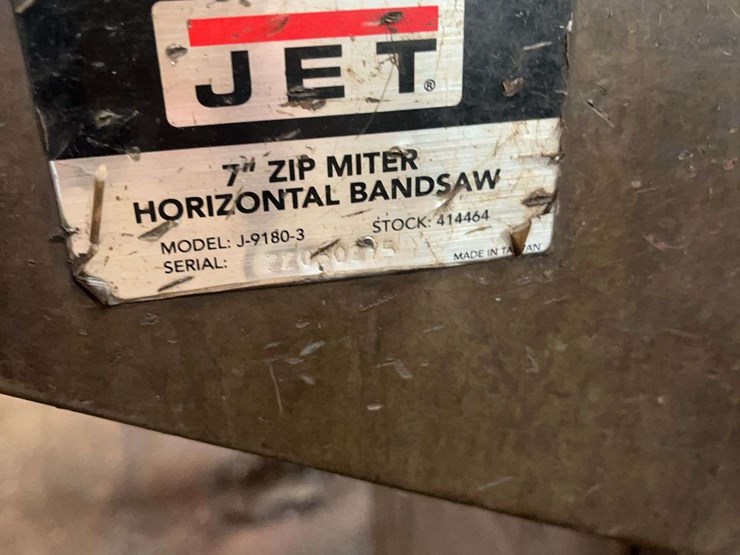 JET®
7" ZIP MITER
HORIZONTAL BANDSAW
MODEL: J-9180-3
STOCK: 414464
SERIAL:
MADE IN TAIWAN